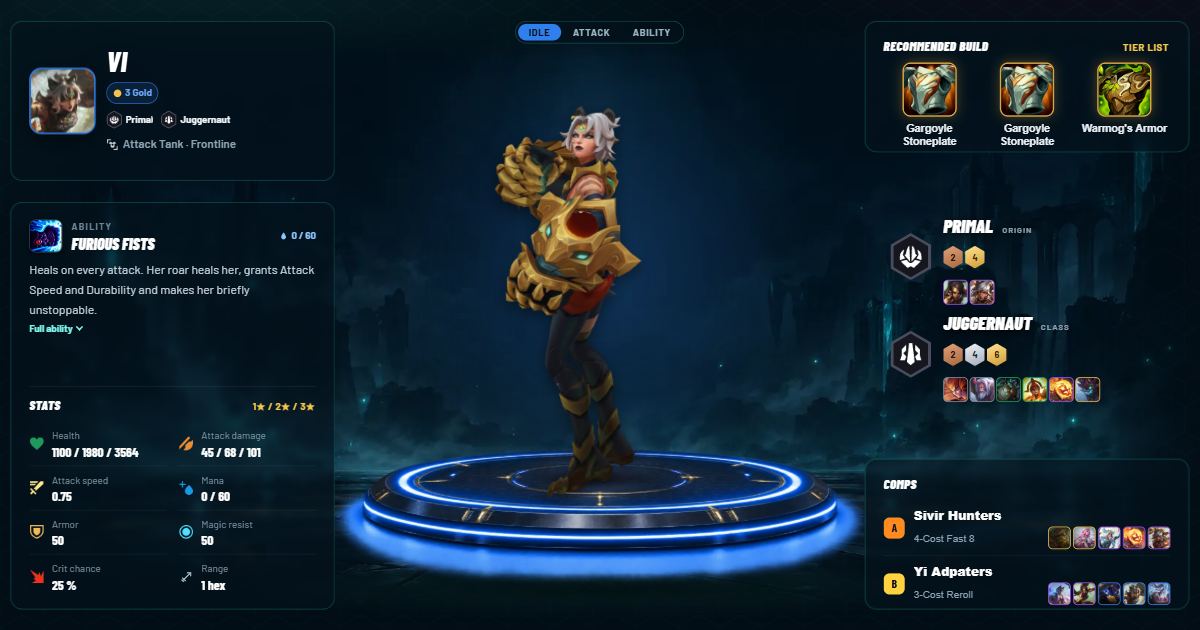 VI
3 Gold
Primal
Juggernaut
Attack Tank · Frontline
ABILITY
FURIOUS FISTS
0 / 60
Heals on every attack. Her roar heals her, grants Attack
Speed and Durability and makes her briefly
unstoppable.
Full ability
STATS
1★ / 2★ / 3★
Health
1100 / 1980 / 3564
Attack damage
45 / 68 / 101
Attack speed
0.75
Mana
0 / 60
Armor
50
Magic resist
50
Crit chance
25 %
Range
1 hex
IDLE
ATTACK
ABILITY
RECOMMENDED BUILD
TIER LIST
Gargoyle
Stoneplate
Gargoyle
Stoneplate
Warmog's Armor
PRIMAL ORIGIN
2 4
JUGGERNAUT CLASS
2 4 6
COMPS
A
Sivir Hunters
4-Cost Fast 8
B
Yi Adpaters
3-Cost Reroll